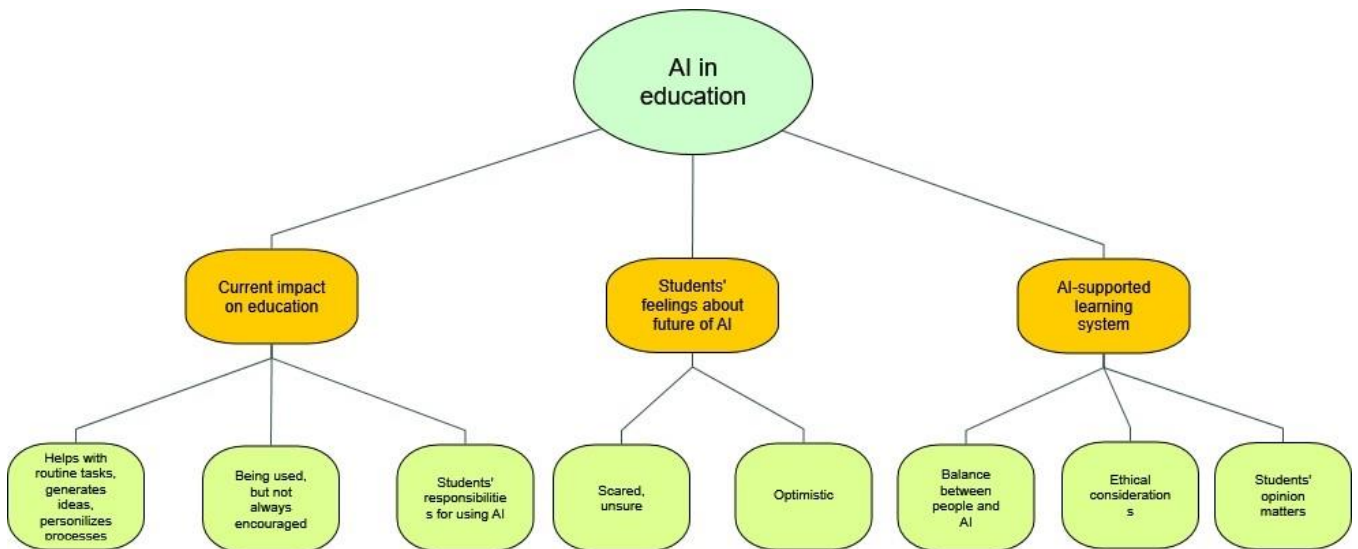 AI in
education
Current impact
on education
Students'
feelings about
future of AI
AI-supported
learning
system
Helps with
routine tasks,
generates
ideas,
personilizes
processes
Being used,
but not
always
encouraged
Students'
responsibilitie
s for using AI
Scared,
unsure
Optimistic
Balance
between
people and
AI
Ethical
consideration
s
Students'
opinion
matters